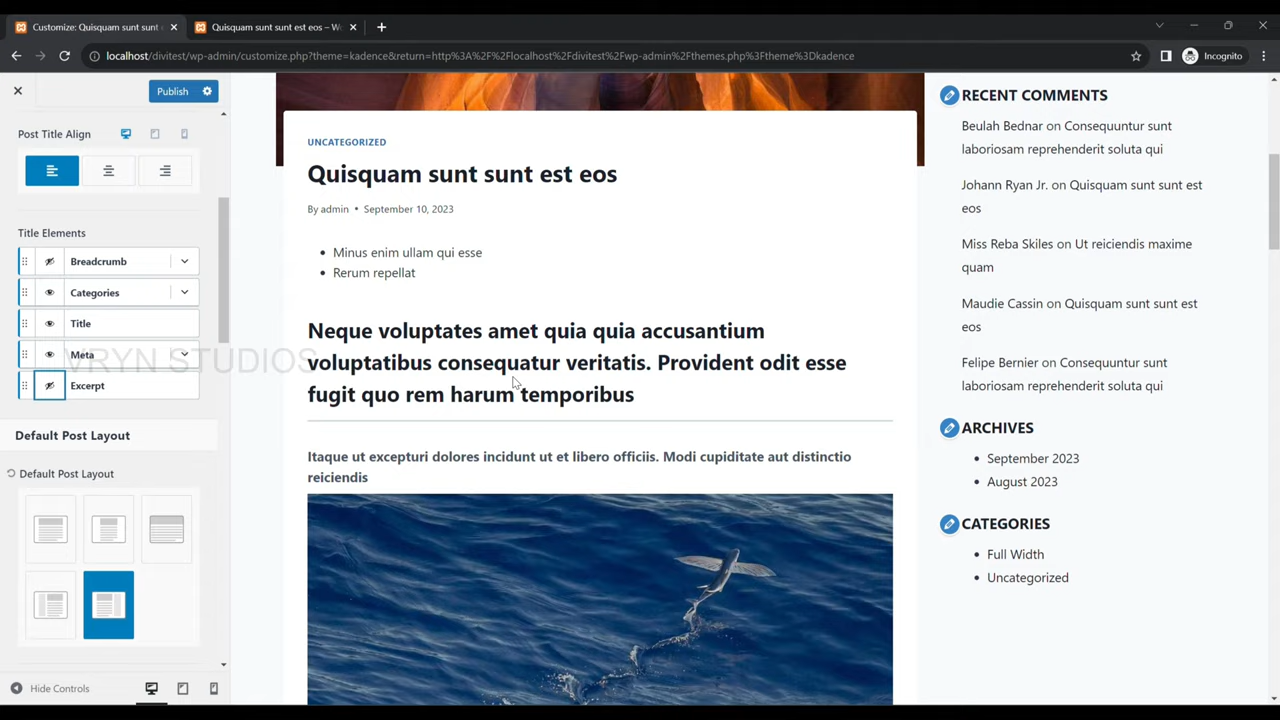 Customize: Quisquam sunt sunt
Quisquam sunt sunt est eos – W
localhost/divitest/wp-admin/customize.php?theme=kadence&return=http%3A%2F%2Flocalhost%2Fdivitest%2Fwp-admin%2Fthemes.php%3Ftheme%3Dkadence
Incognito
Publish
Post Title Align
Title Elements
Breadcrumb
Categories
Title
Meta
Excerpt
VRYN STUDIOS
Default Post Layout
Default Post Layout
Hide Controls
UNCATEGORIZED
Quisquam sunt sunt est eos
By admin • September 10, 2023
• Minus enim ullam qui esse
• Rerum repellat
Neque voluptates amet quia quia accusantium
voluptatibus consequatur veritatis. Provident odit esse
fugit quo rem harum temporibus
Itaque ut excepturi dolores incidunt ut et libero officiis. Modi cupiditate aut distinctio
reiciendis
RECENT COMMENTS
Beulah Bednar on Consequuntur sunt
laboriosam reprehenderit soluta qui
Johann Ryan Jr. on Quisquam sunt sunt est
eos
Miss Reba Skiles on Ut reiciendis maxime
quam
Maudie Cassin on Quisquam sunt sunt est
eos
Felipe Bernier on Consequuntur sunt
laboriosam reprehenderit soluta qui
ARCHIVES
• September 2023
• August 2023
CATEGORIES
• Full Width
• Uncategorized